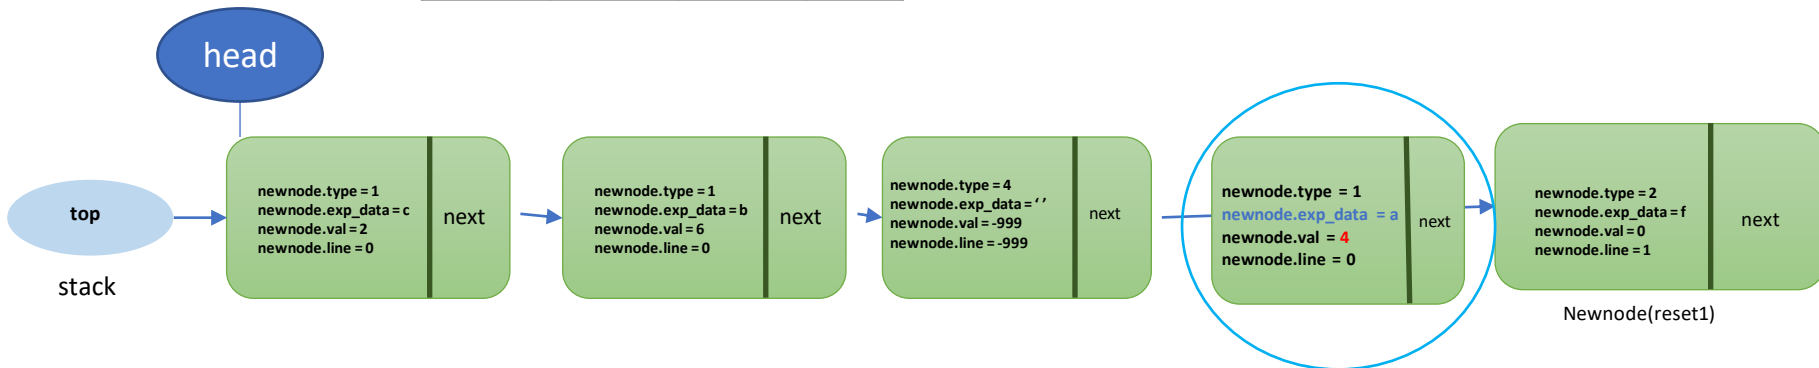 head
top
stack
newnode.type = 1
newnode.exp_data = c
newnode.val = 2
newnode.line = 0
next
newnode.type = 1
newnode.exp_data = b
newnode.val = 6
newnode.line = 0
next
newnode.type = 4
newnode.exp_data = ‘ ’
newnode.val = -999
newnode.line = -999
next
newnode.type = 1
newnode.exp_data = a
newnode.val = 4
newnode.line = 0
next
newnode.type = 2
newnode.exp_data = f
newnode.val = 0
newnode.line = 1
next
Newnode(reset1)